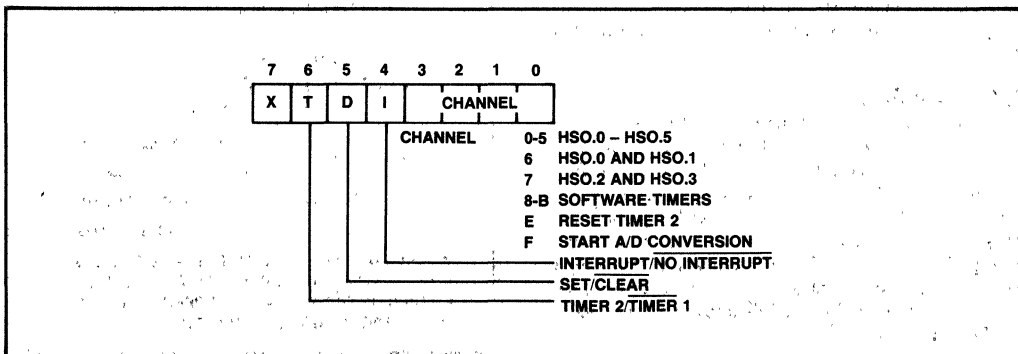 7 6 5 4 3 2 1 0
X T D I CHANNEL
CHANNEL 0-5 HSO.0 – HSO.5
6 HSO.0 AND HSO.1
7 HSO.2 AND HSO.3
8-B SOFTWARE TIMERS
E RESET TIMER 2
F START A/D CONVERSION
INTERRUPT/NO INTERRUPT
SET/CLEAR
TIMER 2/TIMER 1